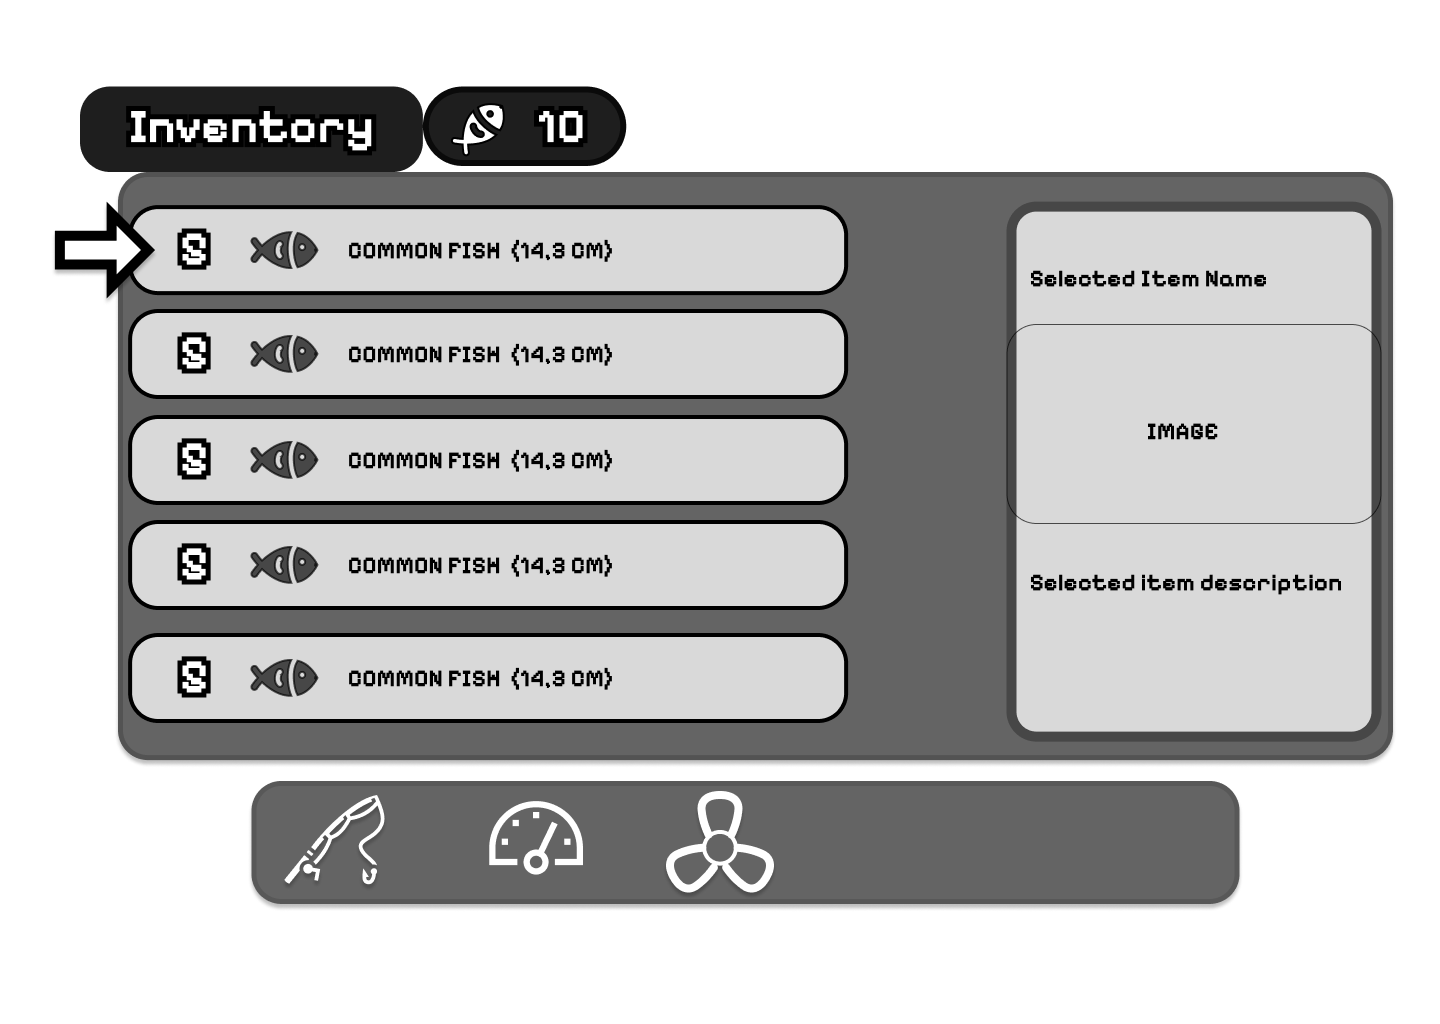 Inventory
10
S COMMON FISH (14.3 CM)
S COMMON FISH (14.3 CM)
S COMMON FISH (14.3 CM)
S COMMON FISH (14.3 CM)
S COMMON FISH (14.3 CM)
Selected Item Name
IMAGE
Selected item description